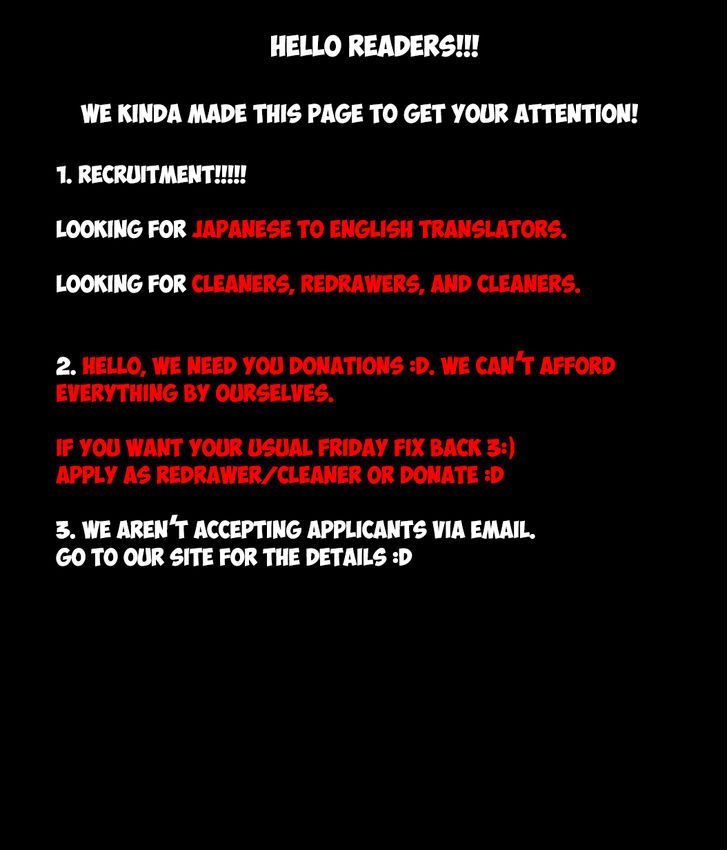 HELLO READERS!!!
WE KINDA MADE THIS PAGE TO GET YOUR ATTENTION!
1. RECRUITMENT!!!!!
LOOKING FOR JAPANESE TO ENGLISH TRANSLATORS.
LOOKING FOR CLEANERS, REDRAWERS, AND CLEANERS.
2. HELLO, WE NEED YOU DONATIONS :D. WE CAN'T AFFORD
EVERYTHING BY OURSELVES.
IF YOU WANT YOUR USUAL FRIDAY FIX BACK 3:)
APPLY AS REDRAWER/CLEANER OR DONATE :D
3. WE AREN'T ACCEPTING APPLICANTS VIA EMAIL.
GO TO OUR SITE FOR THE DETAILS :D